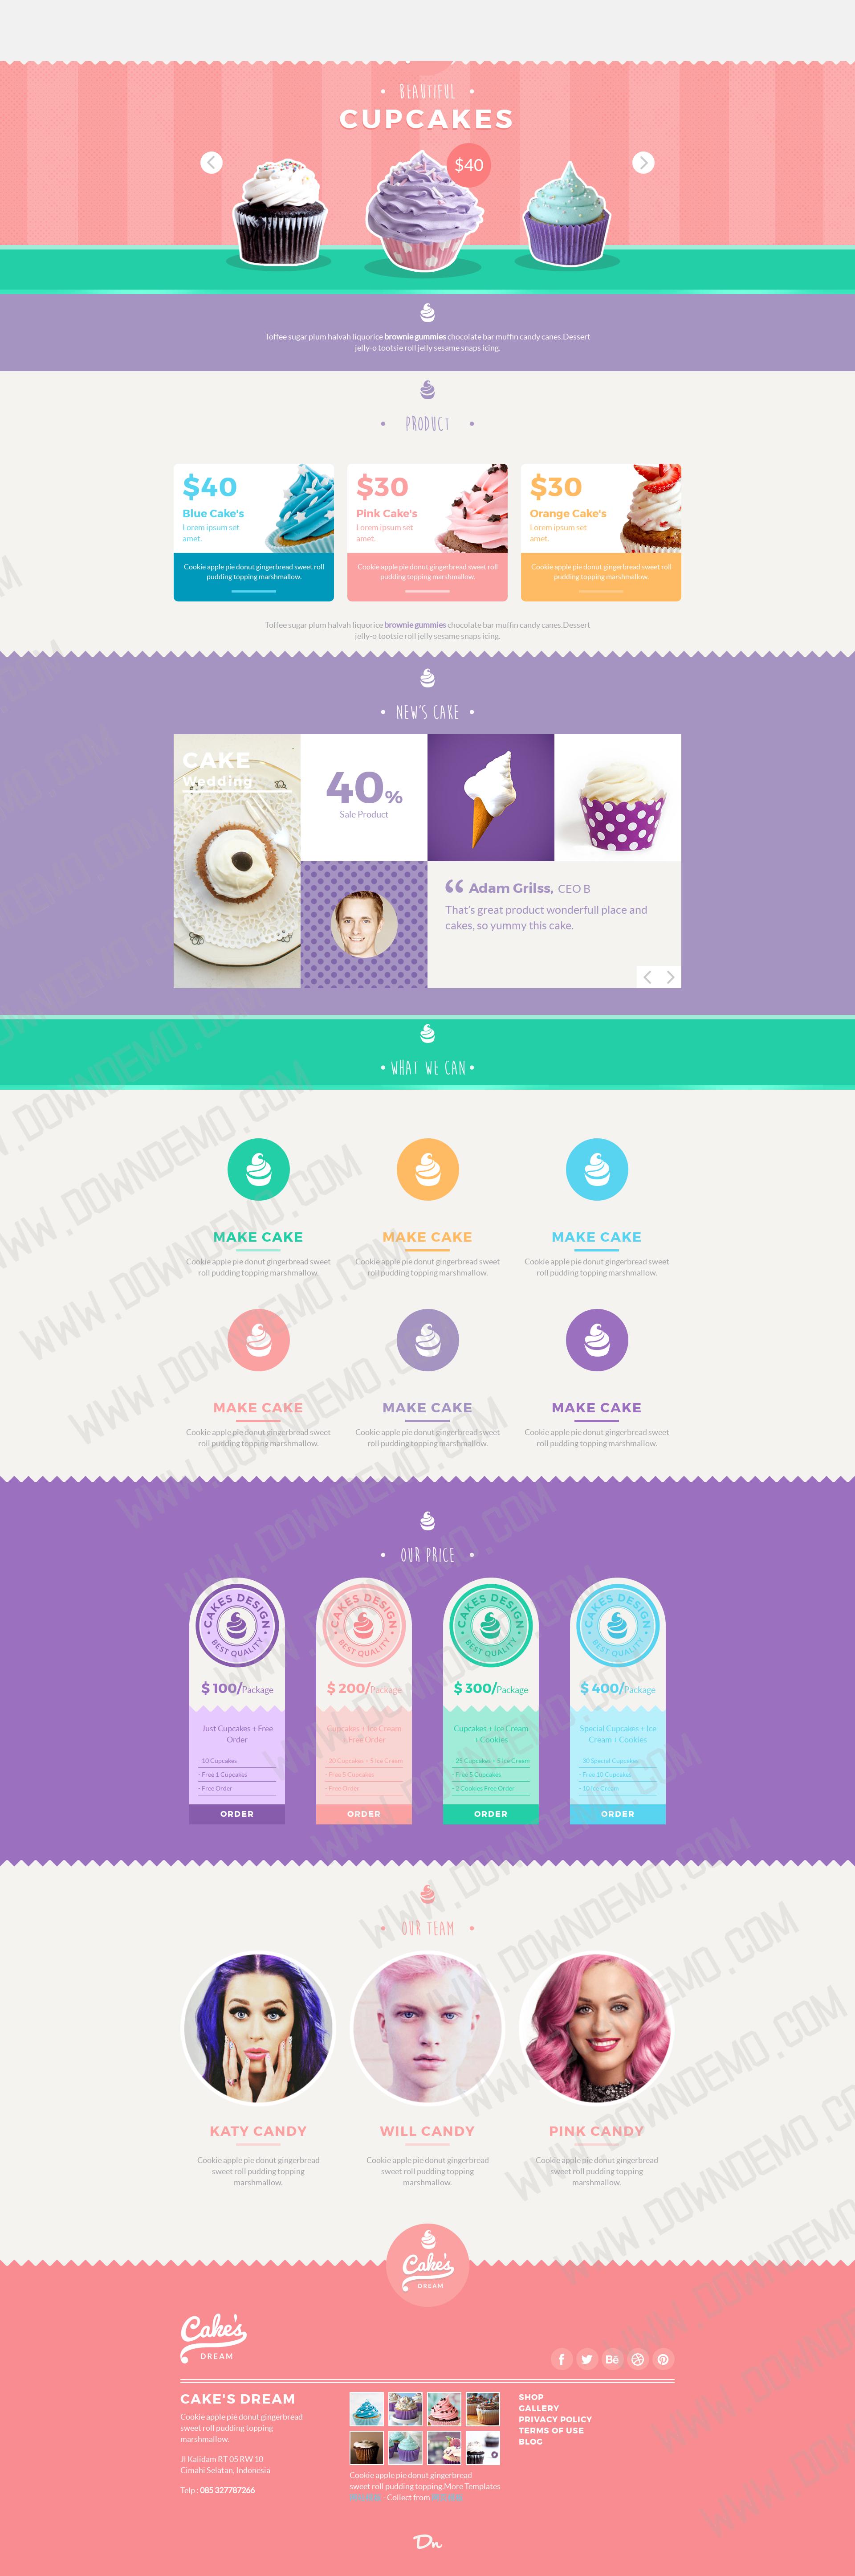 BEAUTIFUL
CUPCAKES
$40
Toffee sugar plum halvah liquorice brownie gummies chocolate bar muffin candy canes.Dessert
jelly-o tootsie roll jelly sesame snaps icing.
PRODUCT
$40
Blue Cake's
Lorem ipsum set
amet.
Cookie apple pie donut gingerbread sweet roll
pudding topping marshmallow.
$30
Pink Cake's
Lorem ipsum set
amet.
Cookie apple pie donut gingerbread sweet roll
pudding topping marshmallow.
$30
Orange Cake's
Lorem ipsum set
amet.
Cookie apple pie donut gingerbread sweet roll
pudding topping marshmallow.
Toffee sugar plum halvah liquorice brownie gummies chocolate bar muffin candy canes.Dessert
jelly-o tootsie roll jelly sesame snaps icing.
NEW'S CAKE
CAKE
Wedding
40%
Sale Product
“ Adam Grilss, CEO B
That's great product wonderfull place and
cakes, so yummy this cake.
WHAT WE CAN
MAKE CAKE
Cookie apple pie donut gingerbread sweet
roll pudding topping marshmallow.
MAKE CAKE
Cookie apple pie donut gingerbread sweet
roll pudding topping marshmallow.
MAKE CAKE
Cookie apple pie donut gingerbread sweet
roll pudding topping marshmallow.
MAKE CAKE
Cookie apple pie donut gingerbread sweet
roll pudding topping marshmallow.
MAKE CAKE
Cookie apple pie donut gingerbread sweet
roll pudding topping marshmallow.
MAKE CAKE
Cookie apple pie donut gingerbread sweet
roll pudding topping marshmallow.
OUR PRICE
CAKES DESIGN
BEST QUALITY
$ 100/Package
Just Cupcakes + Free
Order
- 10 Cupcakes
- Free 1 Cupcakes
- Free Order
ORDER
CAKES DESIGN
BEST QUALITY
$ 200/Package
Cupcakes + Ice Cream
+ Free Order
- 20 Cupcakes + 5 Ice Cream
- Free 5 Cupcakes
- Free Order
ORDER
CAKES DESIGN
BEST QUALITY
$ 300/Package
Cupcakes + Ice Cream
+ Cookies
- 25 Cupcakes + 5 Ice Cream
- Free 5 Cupcakes
- 2 Cookies Free Order
ORDER
CAKES DESIGN
BEST QUALITY
$ 400/Package
Special Cupcakes + Ice
Cream + Cookies
- 30 Special Cupcakes
- Free 10 Cupcakes
- 10 Ice Cream
ORDER
OUR TEAM
KATY CANDY
Cookie apple pie donut gingerbread
sweet roll pudding topping
marshmallow.
WILL CANDY
Cookie apple pie donut gingerbread
sweet roll pudding topping
marshmallow.
PINK CANDY
Cookie apple pie donut gingerbread
sweet roll pudding topping
marshmallow.
Cake's
DREAM
Cake's
DREAM
f
Bē
CAKE'S DREAM
Cookie apple pie donut gingerbread
sweet roll pudding topping
marshmallow.
Jl Kalidam RT 05 RW 10
Cimahi Selatan, Indonesia
Telp : 085 327787266
Cookie apple pie donut gingerbread
sweet roll pudding topping.More Templates
- Collect from
SHOP
GALLERY
PRIVACY POLICY
TERMS OF USE
BLOG
Dn
WWW.DOWNDEMO.COM